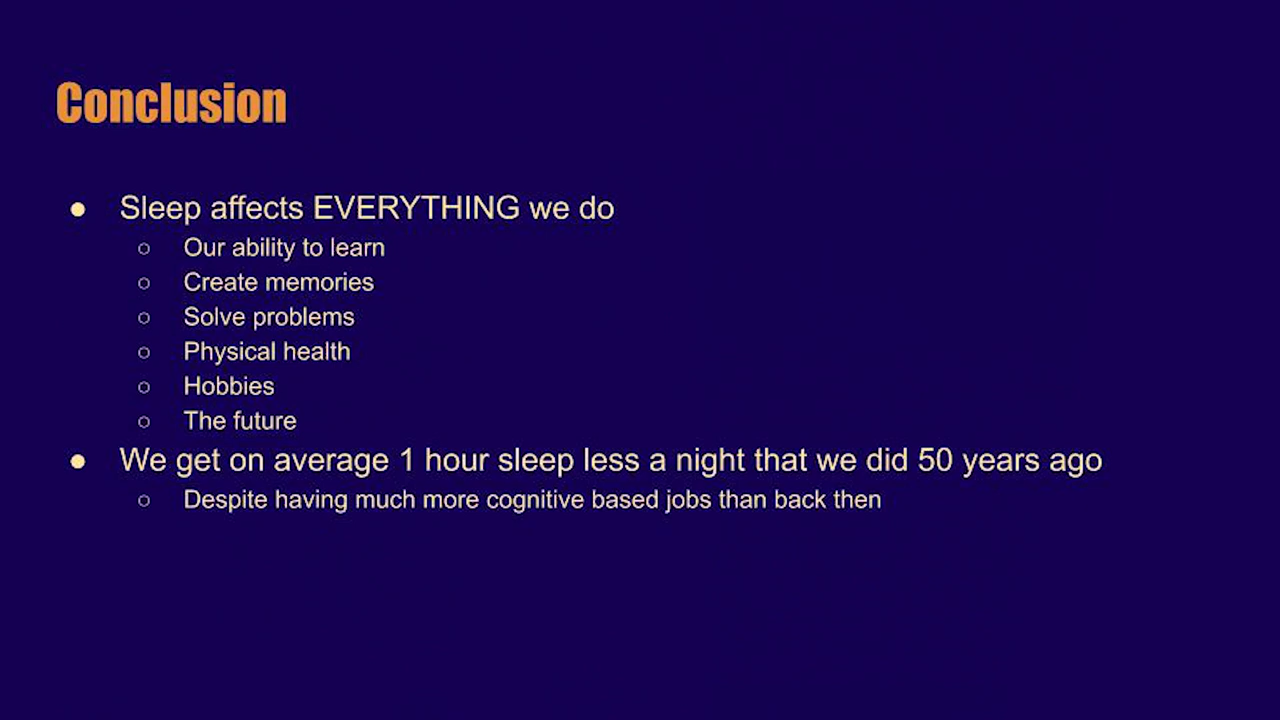 Conclusion
● Sleep affects EVERYTHING we do
○ Our ability to learn
○ Create memories
○ Solve problems
○ Physical health
○ Hobbies
○ The future
● We get on average 1 hour sleep less a night that we did 50 years ago
○ Despite having much more cognitive based jobs than back then